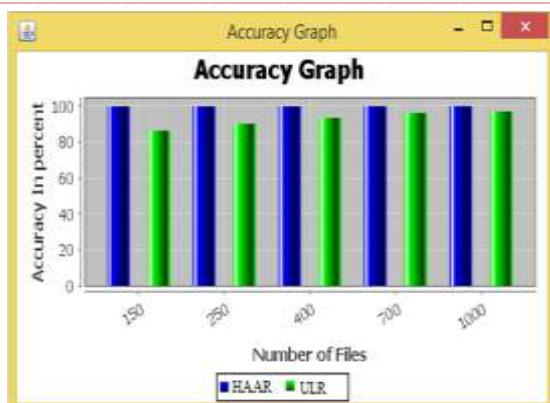 Accuracy Graph
Accuracy Graph
Accuracy In percent
100
80
60
40
20
0
150 250 400 700 1000
Number of Files
HAAR ULR